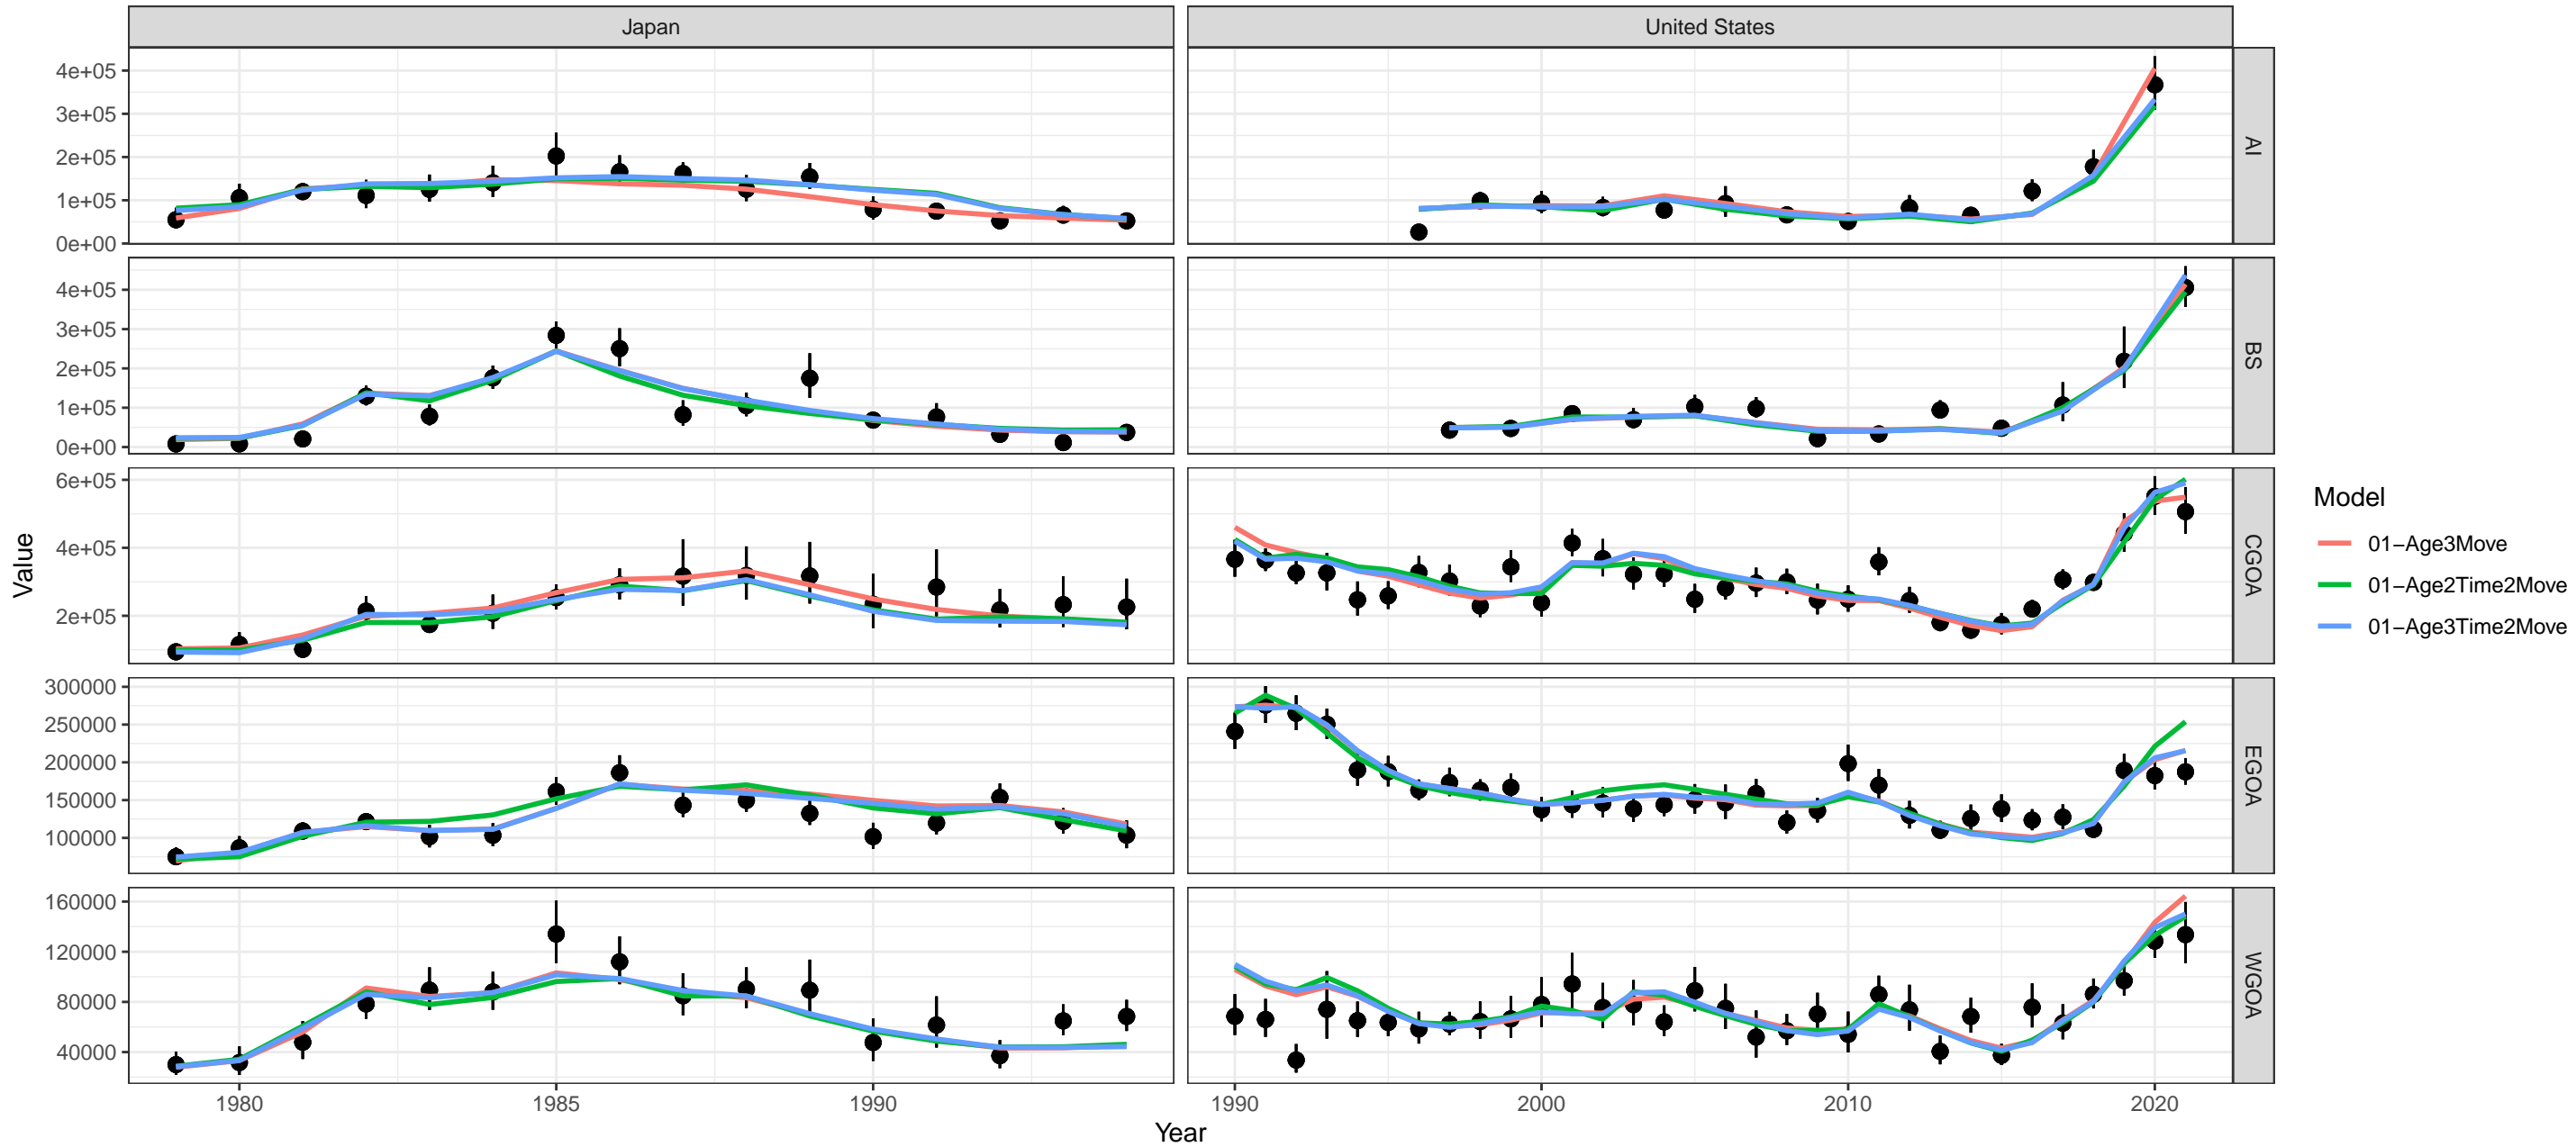 Japan
United States
4e+05
3e+05
2e+05
1e+05
0e+00
AI
4e+05
3e+05
2e+05
1e+05
0e+00
BS
6e+05
4e+05
2e+05
CGOA
300000
250000
200000
150000
100000
EGOA
160000
120000
80000
40000
WGOA
1980
1985
1990
1990
2000
2010
2020
Year
Value
Model
01−Age3Move
01−Age2Time2Move
01−Age3Time2Move